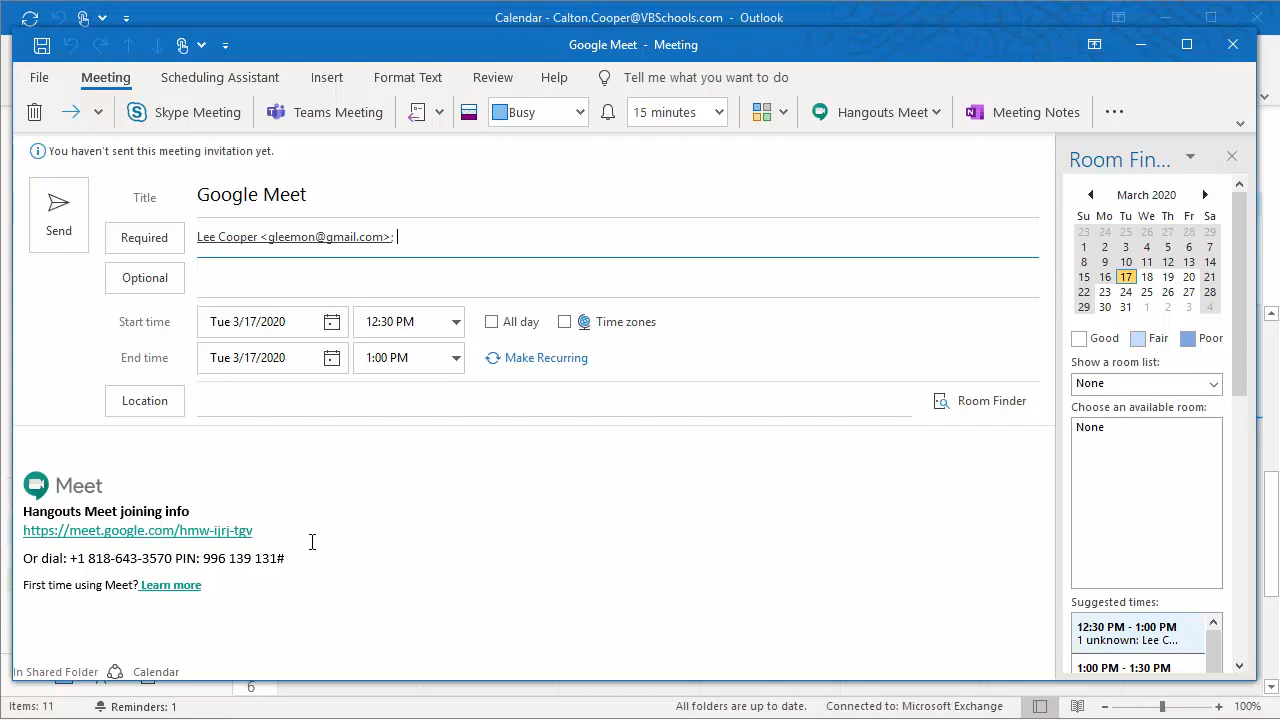 Calendar - Calton.Cooper@VBSchools.com - Outlook
Google Meet - Meeting
File Meeting Scheduling Assistant Insert Format Text Review Help Tell me what you want to do
Skype Meeting Teams Meeting Busy 15 minutes Hangouts Meet Meeting Notes
You haven't sent this meeting invitation yet.
Send
Title Google Meet
Required Lee Cooper <gleemon@gmail.com>;
Optional
Start time Tue 3/17/2020 12:30 PM All day Time zones
End time Tue 3/17/2020 1:00 PM Make Recurring
Location Room Finder
Meet
Hangouts Meet joining info
https://meet.google.com/hmw-ijrj-tgv
Or dial: +1 818-643-3570 PIN: 996 139 131#
First time using Meet? Learn more
In Shared Folder Calendar
Room Fin...
March 2020
Su Mo Tu We Th Fr Sa
23 24 25 26 27 28 29
1 2 3 4 5 6 7
8 9 10 11 12 13 14
15 16 17 18 19 20 21
22 23 24 25 26 27 28
29 30 31 1 2 3 4
Good Fair Poor
Show a room list:
None
Choose an available room:
None
Suggested times:
12:30 PM - 1:00 PM
1 unknown: Lee C...
1:00 PM - 1:30 PM
6
Items: 11 Reminders: 1 All folders are up to date. Connected to: Microsoft Exchange 100%